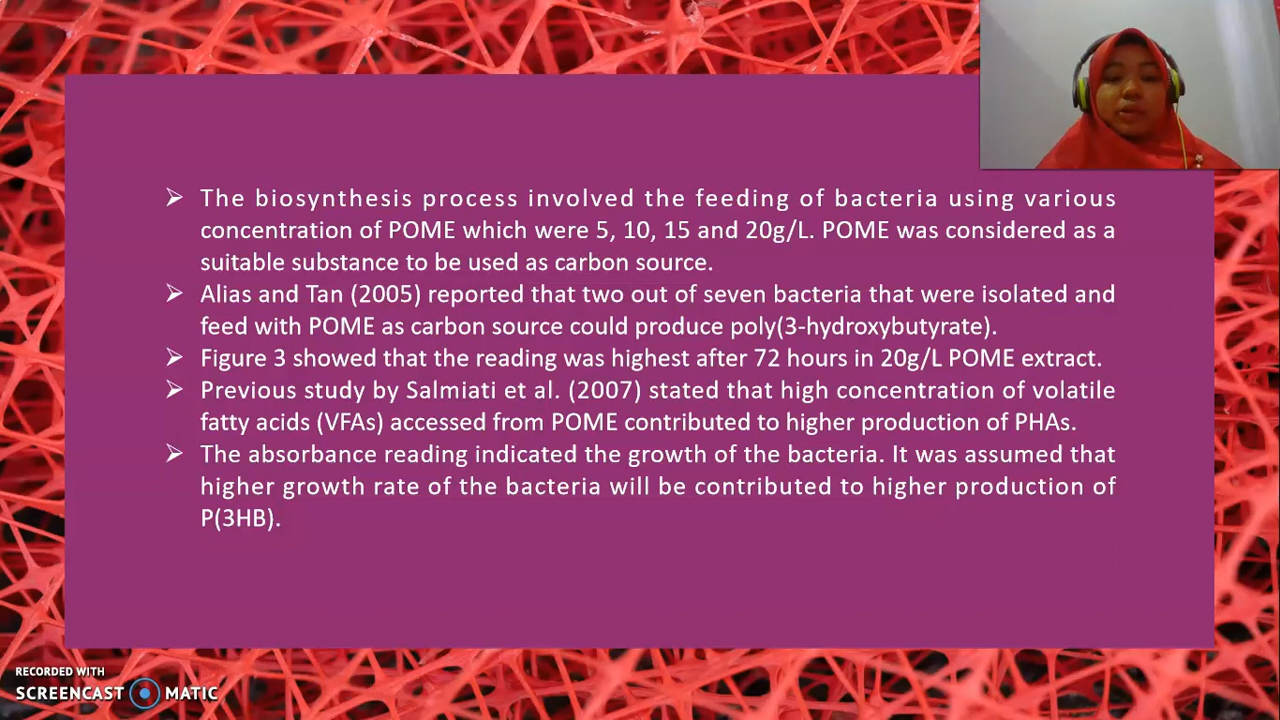 The biosynthesis process involved the feeding of bacteria using various
concentration of POME which were 5, 10, 15 and 20g/L. POME was considered as a
suitable substance to be used as carbon source.
Alias and Tan (2005) reported that two out of seven bacteria that were isolated and
feed with POME as carbon source could produce poly(3-hydroxybutyrate).
Figure 3 showed that the reading was highest after 72 hours in 20g/L POME extract.
Previous study by Salmiati et al. (2007) stated that high concentration of volatile
fatty acids (VFAs) accessed from POME contributed to higher production of PHAs.
The absorbance reading indicated the growth of the bacteria. It was assumed that
higher growth rate of the bacteria will be contributed to higher production of
P(3HB).
RECORDED WITH
SCREENCAST MATIC